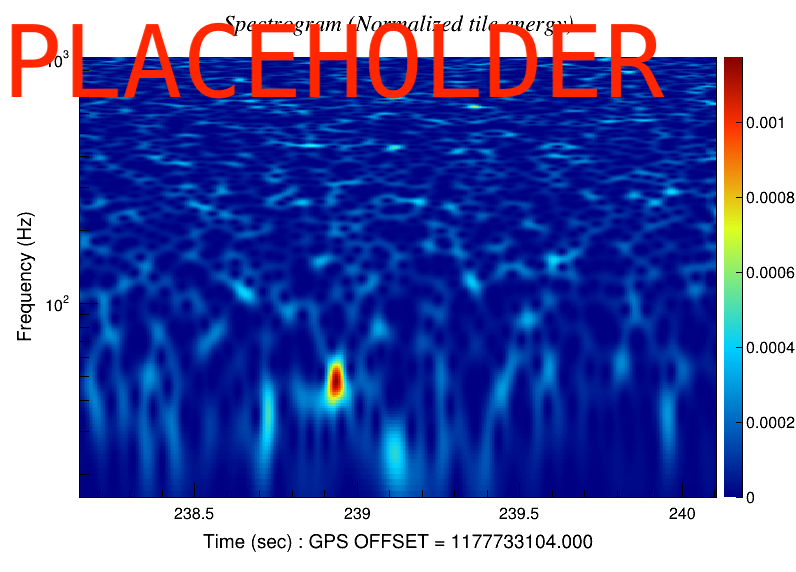 Spectrogram (Normalized tile energy)
PLACEHOLDER
10³
10²
Frequency (Hz)
0.001
0.0008
0.0006
0.0004
0.0002
0
238.5 239 239.5 240
Time (sec) : GPS OFFSET = 1177733104.000